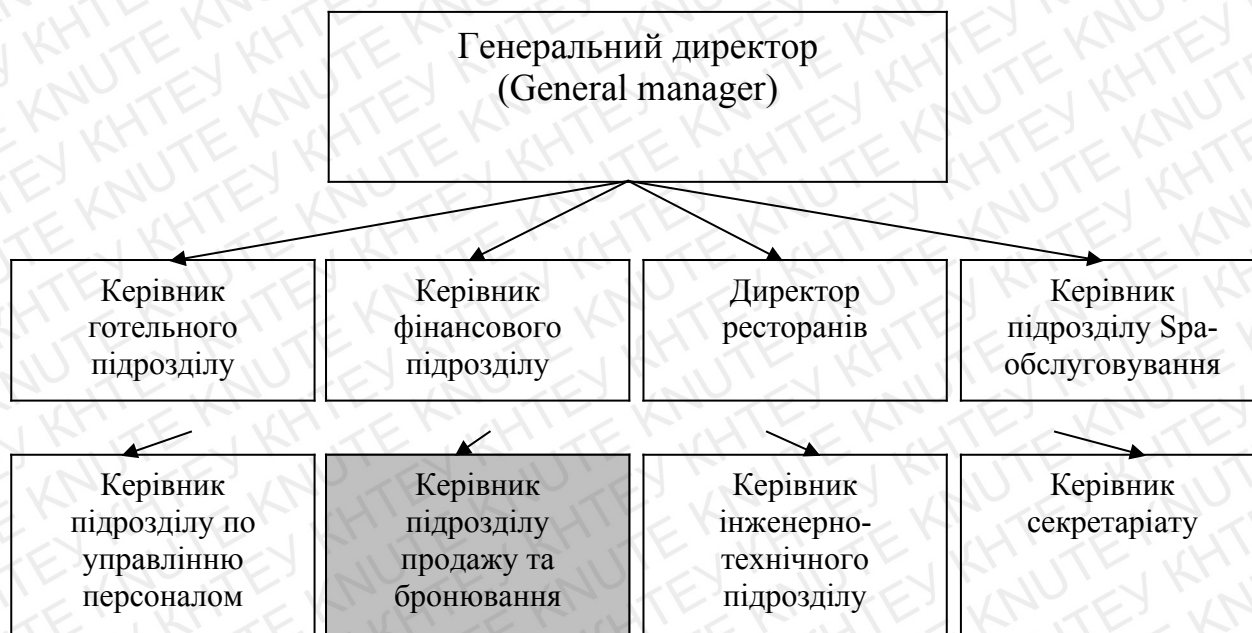 Генеральний директор
(General manager)
Керівник
готельного
підрозділу
Керівник
фінансового
підрозділу
Директор
ресторанів
Керівник
підрозділу Spa-
обслуговування
Керівник
підрозділу по
управлінню
персоналом
Керівник
підрозділу
продажу та
бронювання
Керівник
інженерно-
технічного
підрозділу
Керівник
секретаріату